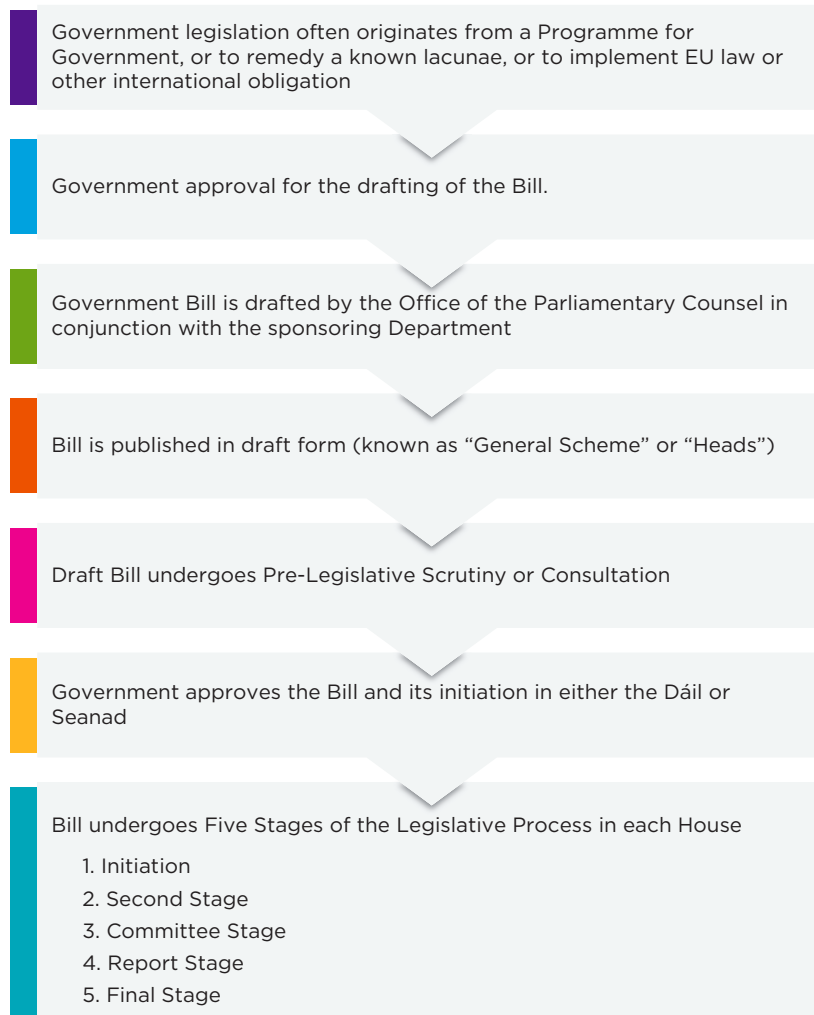 Government legislation often originates from a Programme for
Government, or to remedy a known lacunae, or to implement EU law or
other international obligation
Government approval for the drafting of the Bill.
Government Bill is drafted by the Office of the Parliamentary Counsel in
conjunction with the sponsoring Department
Bill is published in draft form (known as “General Scheme” or “Heads”)
Draft Bill undergoes Pre-Legislative Scrutiny or Consultation
Government approves the Bill and its initiation in either the Dáil or
Seanad
Bill undergoes Five Stages of the Legislative Process in each House
1. Initiation
2. Second Stage
3. Committee Stage
4. Report Stage
5. Final Stage